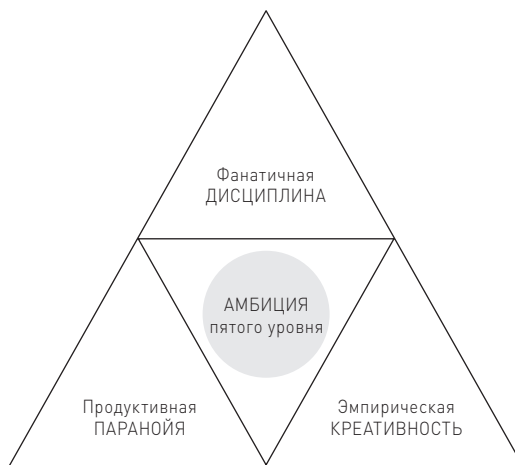 Фанатичная
ДИСЦИПЛИНА
АМБИЦИЯ
пятого уровня
Продуктивная
ПАРАНОЙЯ
Эмпирическая
КРЕАТИВНОСТЬ